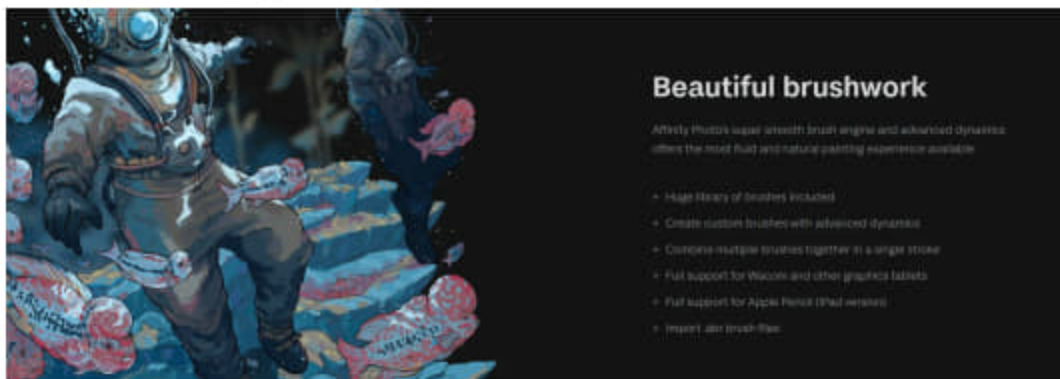 Beautiful brushwork
Affinity Photo's super smooth brush engine and advanced dynamics
offers the most fluid and natural painting experience available
+ Huge library of brushes included
+ Create custom brushes with advanced dynamics
+ Combine multiple brushes together in a single stroke
+ Full support for Wacom and other graphics tablets
+ Full support for Apple Pencil (iPad version)
+ Import .abr brush files